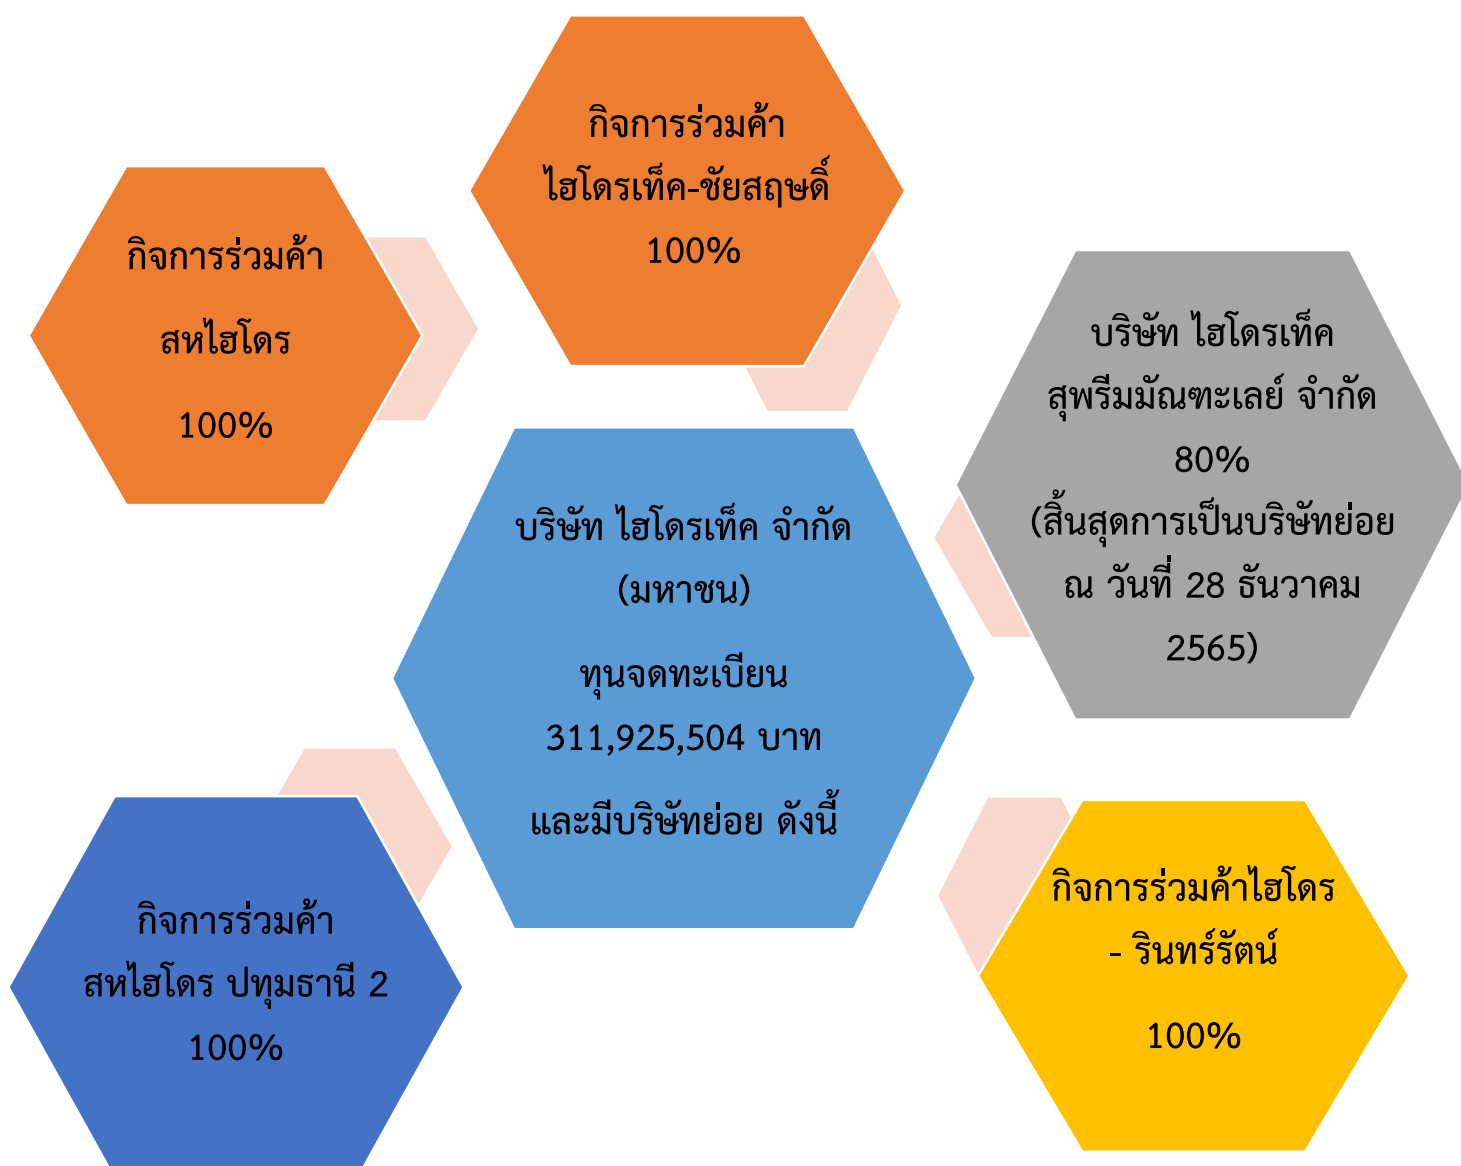 กิจการร่วมค้า
ไฮโดรเท็ค-ชัยสฤษดิ์
100%
กิจการร่วมค้า
สหไฮโดร
100%
บริษัท ไฮโดรเท็ค
สุพรีมมัณฑะเลย์ จำกัด
80%
(สิ้นสุดการเป็นบริษัทย่อย
ณ วันที่ 28 ธันวาคม
2565)
บริษัท ไฮโดรเท็ค จำกัด
(มหาชน)
ทุนจดทะเบียน
311,925,504 บาท
และมีบริษัทย่อย ดังนี้
กิจการร่วมค้า
สหไฮโดร ปทุมธานี 2
100%
กิจการร่วมค้าไฮโดร
- รินทร์รัตน์
100%